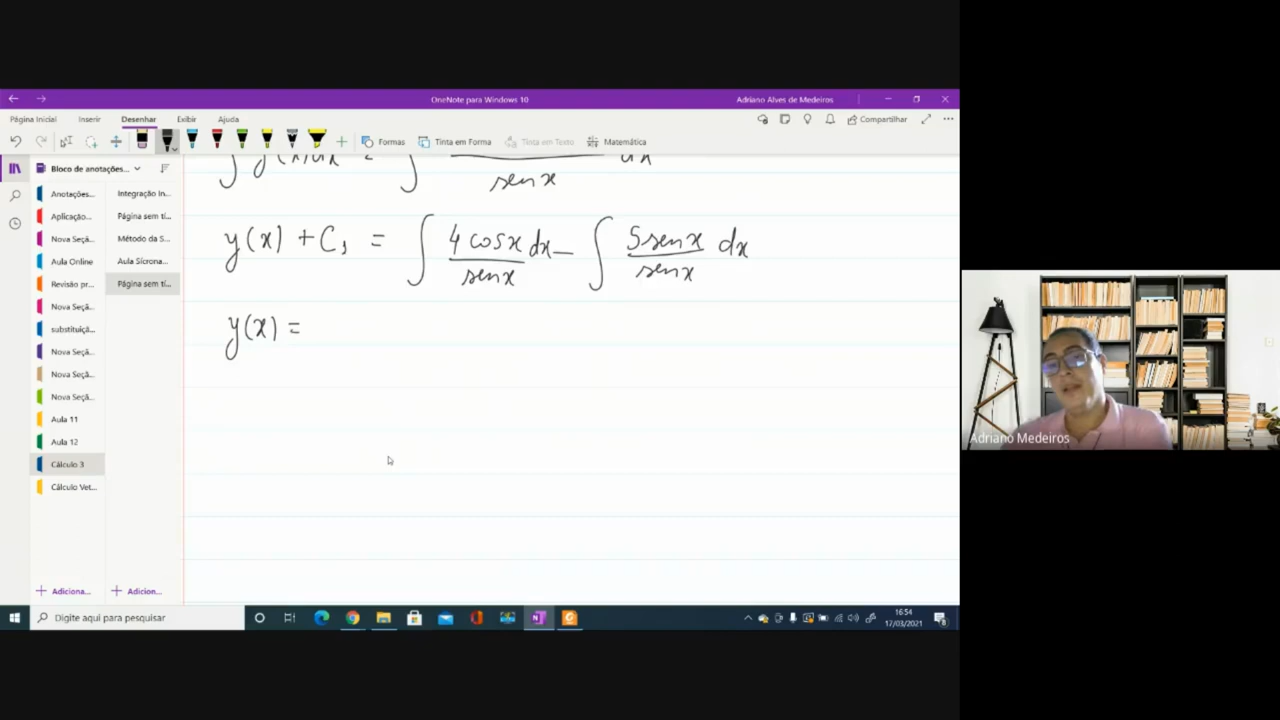 OneNote para Windows 10
Adriano Alves de Medeiros
Página Inicial Inserir Desenhar Exibir Ajuda
Compartilhar
Formas Tinta em Forma Tinta em Texto Matemática
Bloco de anotações...
Anotações... Integração In...
Aplicação... Página sem tí...
Nova Seçã... Método da S...
Aula Online Aula Sícrona...
Revisão pr... Página sem tí...
Nova Seçã...
substituiçã...
Nova Seçã...
Nova Seçã...
Nova Seçã...
Aula 11
Aula 12
Cálculo 3
Cálculo Vet...
Adiciona... Adicion...
sen x
y(x) + C₁ = ∫ 4 cos x / sen x dx − ∫ 5 sen x / sen x dx
y(x) =
Adriano Medeiros
Digite aqui para pesquisar
16:54
17/03/2021